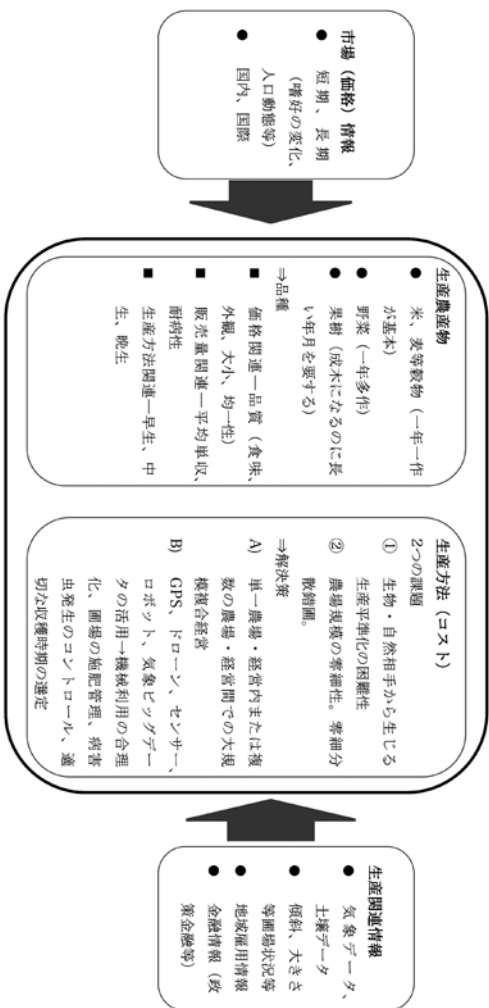 市場（価格）情報
● 短期、長期
（嗜好の変化、
人口動態等）
● 国内、国際
生産農産物
● 米、麦等穀物（一年一作
が基本）
● 野菜（一年多作）
● 果樹（成木になるのに長
い年月を要する）
⇒品種
■ 価格関連―品質（食味、
外観、大小、均一性）
■ 販売量関連―平均単収、
耐病性
■ 生産方法関連―早生、中
生、晩生
生産方法（コスト）
2つの課題
① 生物・自然相手から生じる
生産平準化の困難性
② 農場規模の零細性。零細分
散錯圃。
⇒解決策
A) 単一農場・経営内または複
数の農場・経営間での大規
模複合経営
B) GPS、ドローン、センサー、
ロボット、気象ビッグデー
タの活用→機械利用の合理
化、圃場の施肥管理、病害
虫発生のコントロール、適
切な収穫時期の選定
生産関連情報
● 気象データ、
土壌データ
● 傾斜、大きさ
等圃場状況等
● 地域雇用情報
● 金融情報（政
策金融等）